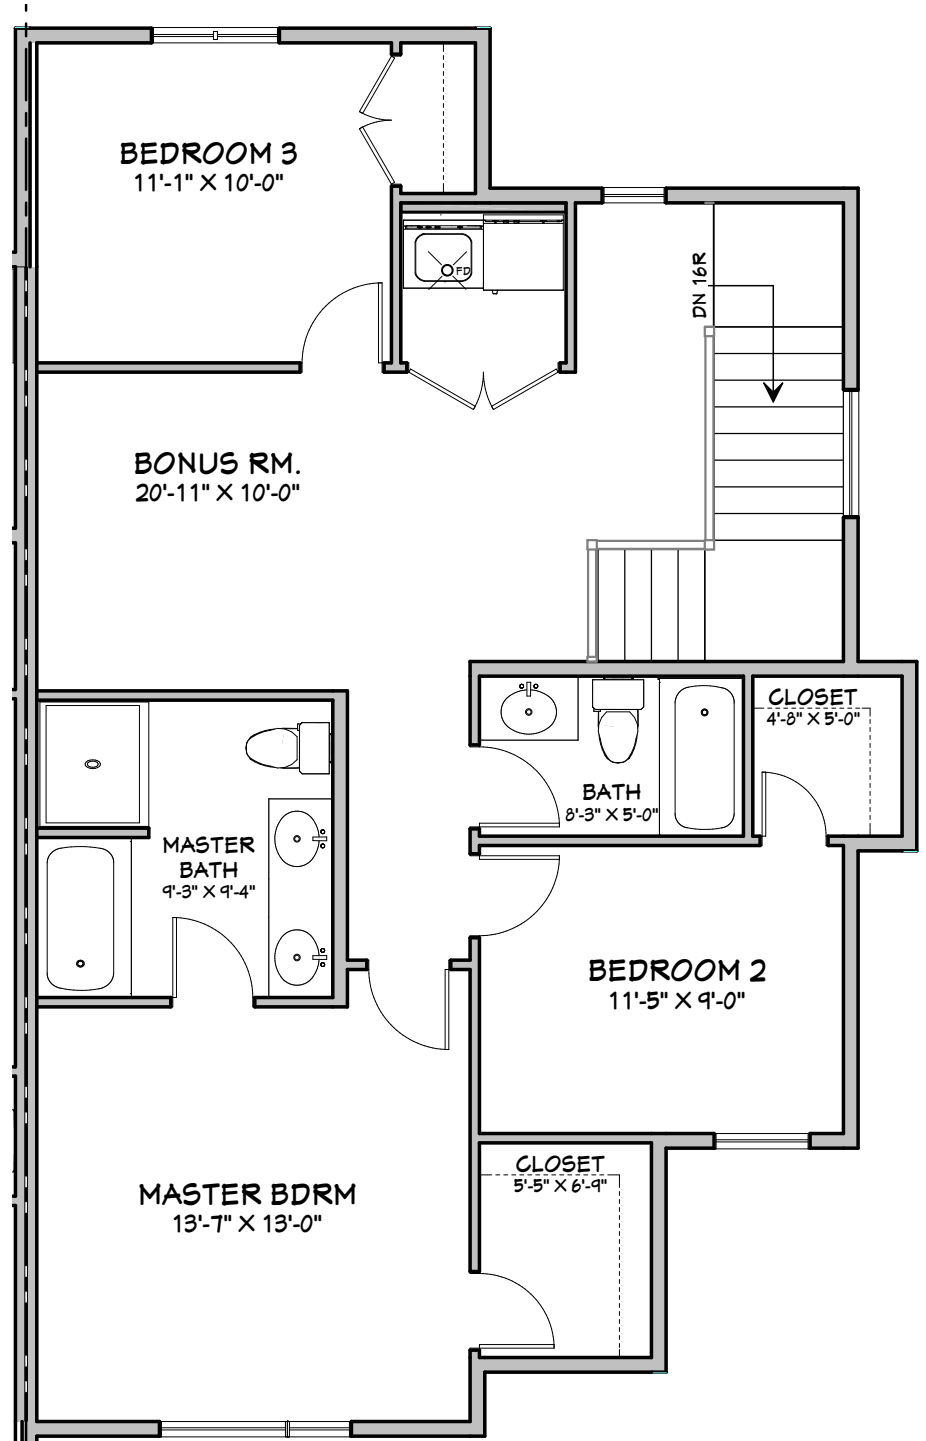 BEDROOM 3
11'-1" X 10'-0"
FD
DN 16R
BONUS RM.
20'-11" X 10'-0"
CLOSET
4'-8" X 5'-0"
BATH
8'-3" X 5'-0"
MASTER
BATH
9'-3" X 9'-4"
BEDROOM 2
11'-5" X 9'-0"
CLOSET
5'-5" X 6'-9"
MASTER BDRM
13'-7" X 13'-0"